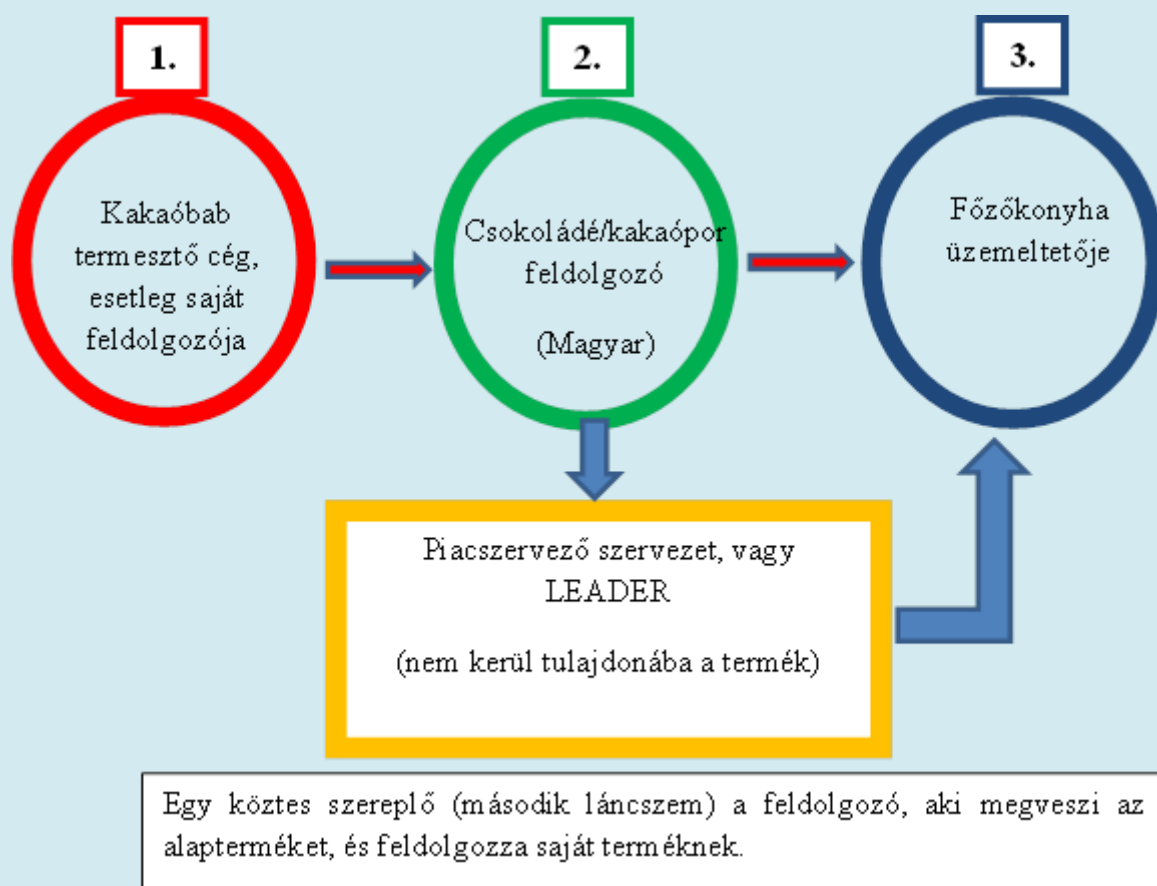 1.
2.
3.
Kakaóbab
termesztő cég,
esetleg saját
feldolgozója
Csokoládé/kakaópor
feldolgozó
(Magyar)
Főzőkonyha
üzemeltetője
Piacszervező szervezet, vagy
LEADER
(nem kerül tulajdonába a termék)
Egy köztes szereplő (második láncszem) a feldolgozó, aki megveszi az
alapterméket, és feldolgozza saját terméknek.